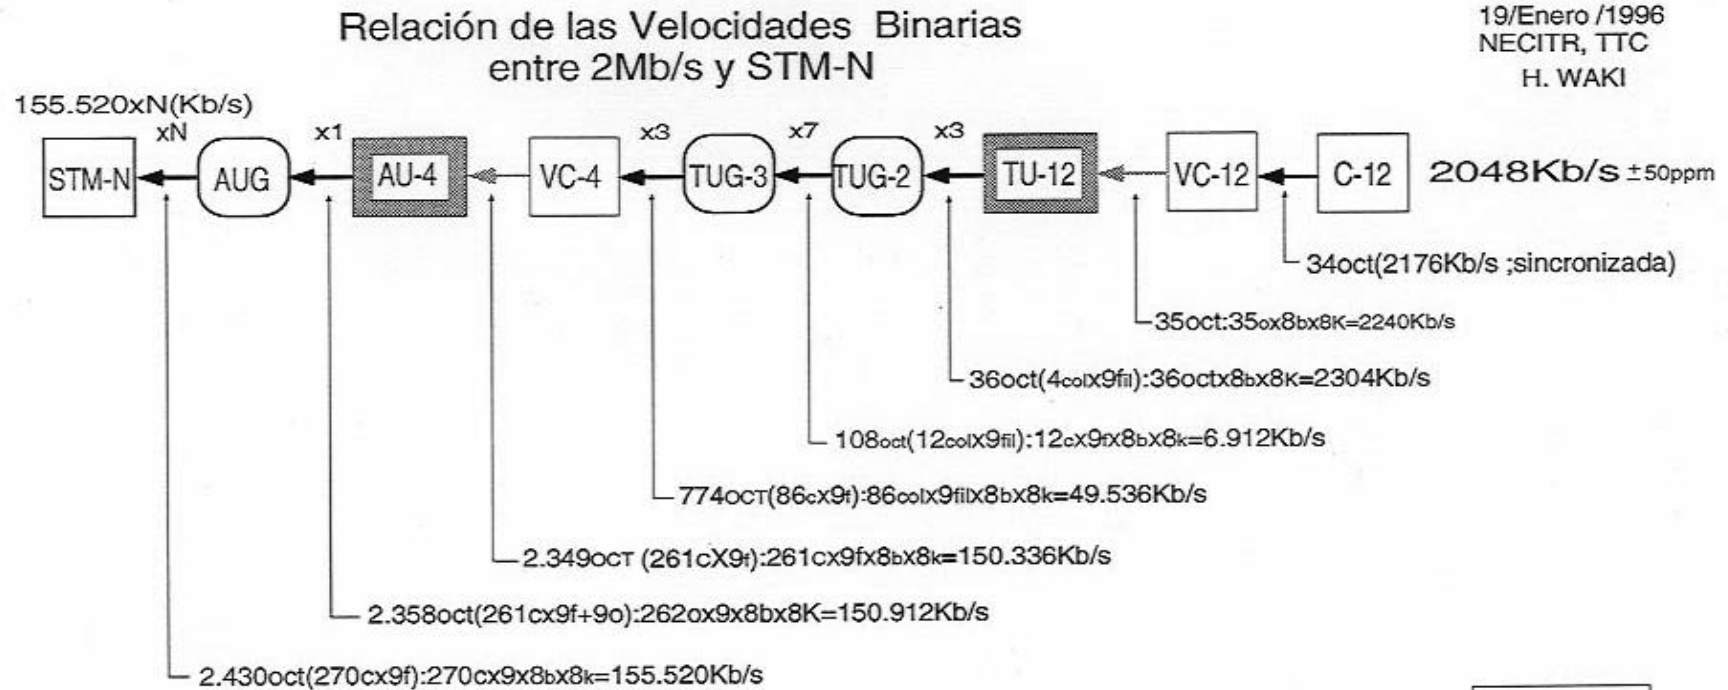 Relación de las Velocidades Binarias
entre 2Mb/s y STM-N
19/Enero /1996
NECITR, TTC
H. WAKI
155.520xN(Kb/s)
xN
x1
x3
x7
x3
STM-N
AUG
AU-4
VC-4
TUG-3
TUG-2
TU-12
VC-12
C-12
2048Kb/s ±50ppm
34oct(2176Kb/s ;sincronizada)
35oct:35ox8bx8K=2240Kb/s
36oct(4colx9fil):36octx8bx8K=2304Kb/s
108oct(12colx9fil):12cx9fx8bx8k=6.912Kb/s
774OCT(86cx9f):86colx9filx8bx8k=49.536Kb/s
2.349OCT (261cX9f):261cx9fx8bx8k=150.336Kb/s
2.358oct(261cx9f+9o):262ox9x8bx8K=150.912Kb/s
2.430oct(270cx9f):270cx9x8bx8k=155.520Kb/s